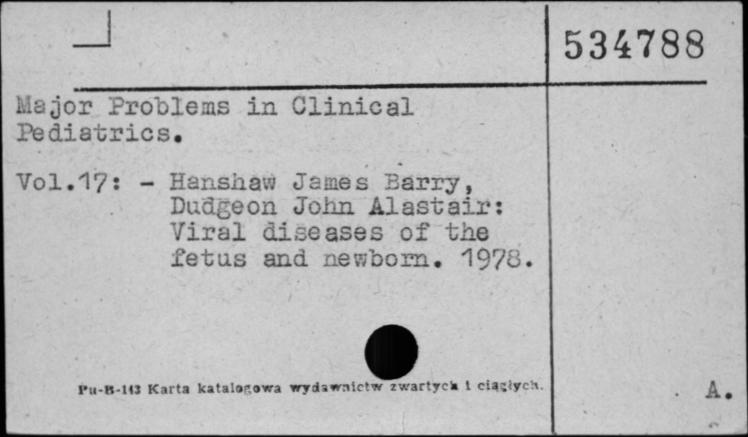 534788
Major Problems in Clinical
Pediatrics.
Vol.17: - Hanshaw James Barry,
Dudgeon John Alastair:
Viral diseases of the
fetus and newborn. 1978.
Pu-B-143 Karta katalogowa wydawnictw zwartych i ciągłych.
A.